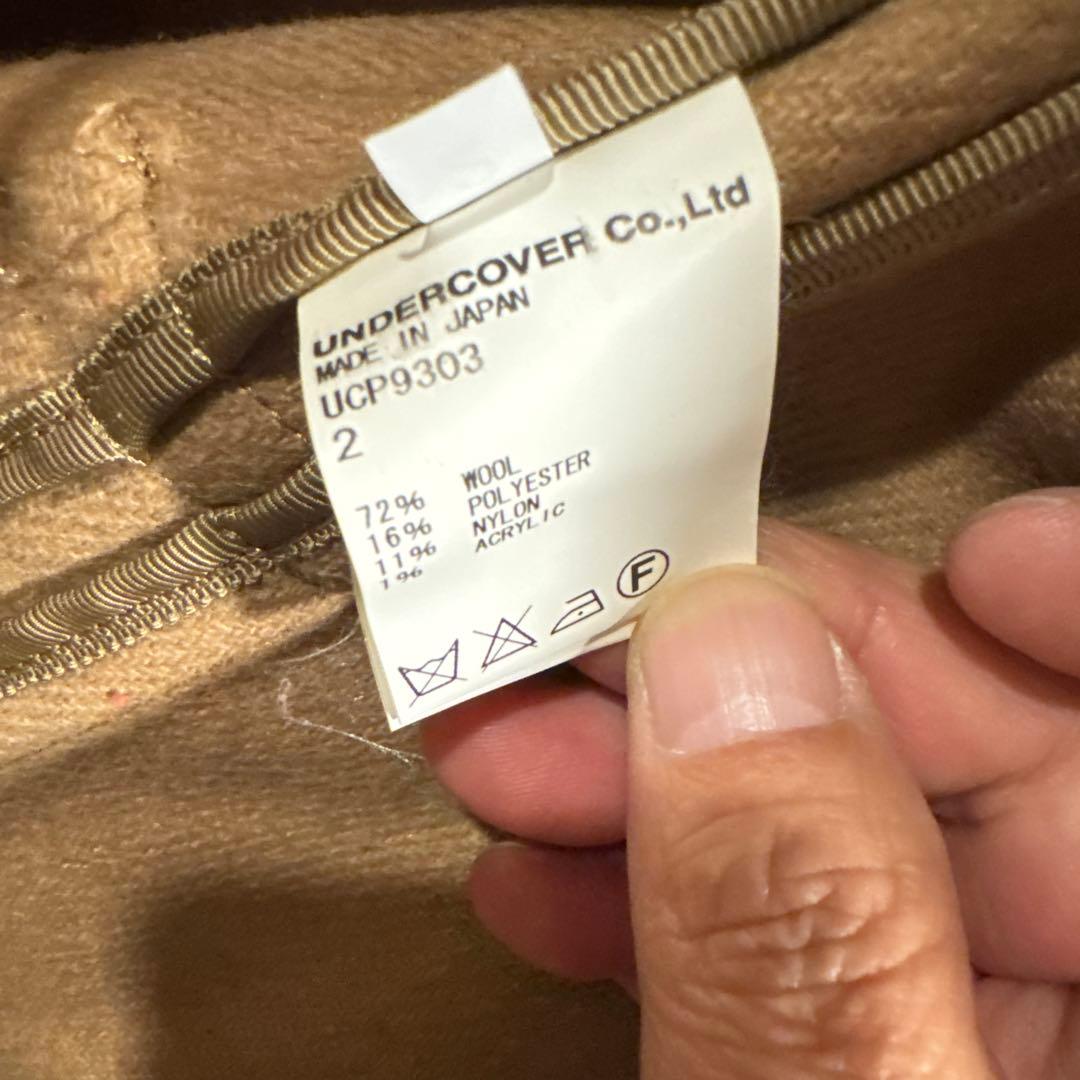 UNDERCOVER Co.,Ltd
MADE IN JAPAN
UCP9303
2
72% WOOL
16% POLYESTER
11% NYLON
1% ACRYLIC
F